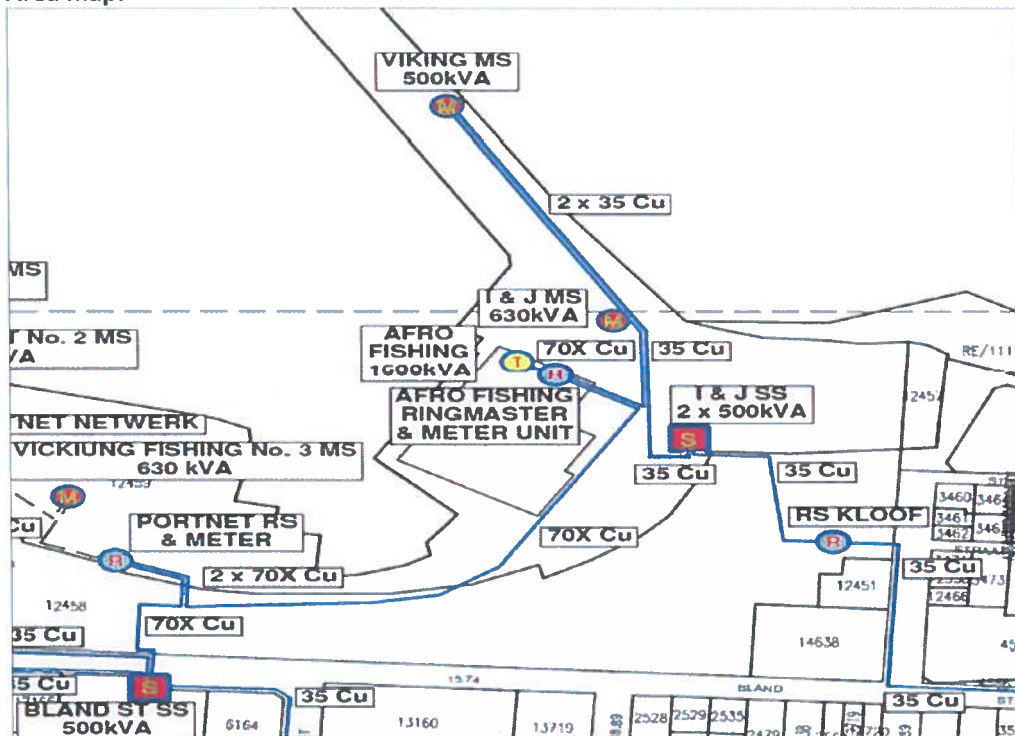 VIKING MS
500kVA
2 x 35 Cu
MS
I & J MS
630kVA
T No. 2 MS
VA
AFRO
FISHING
1600kVA
70X Cu
35 Cu
RE/111
T
H
AFRO FISHING
RINGMASTER
& METER UNIT
I & J SS
2 x 500kVA
12457
S
NET NETWERK
VICKIUNG FISHING No. 3 MS
630 kVA
12459
M
35 Cu
35 Cu
3460
3461
3462
PORTNET RS
& METER
R
70X Cu
RS KLOOF
R
35 Cu
2 x 70X Cu
12451
12466
12458
70X Cu
14638
35 Cu
15.74
BLAND
S
35 Cu
35 Cu
BLAND ST SS
500kVA
6164
13160
13719
2528
2529
2535